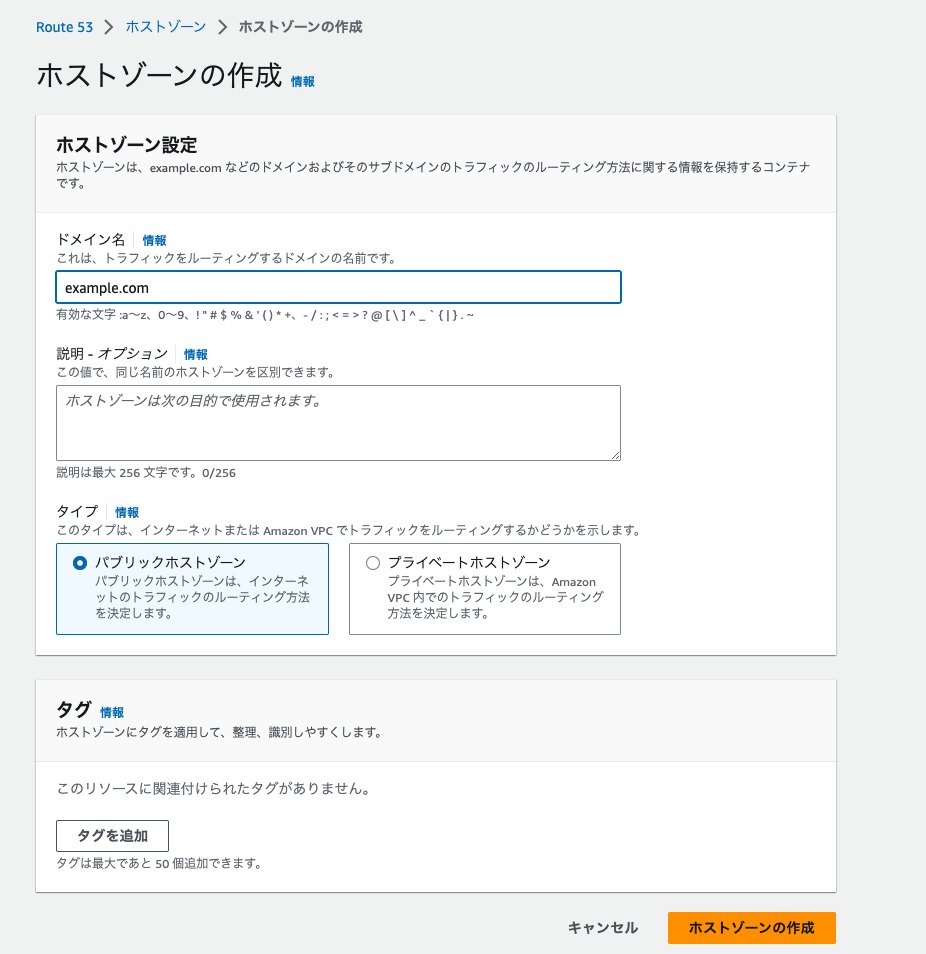 Route 53 > ホストゾーン > ホストゾーンの作成
ホストゾーンの作成 情報
ホストゾーン設定
ホストゾーンは、example.com などのドメインおよびそのサブドメインのトラフィックのルーティング方法に関する情報を保持するコンテナ
です。
ドメイン名 情報
これは、トラフィックをルーティングするドメインの名前です。
example.com
有効な文字 :a〜z、0〜9、! " # $ % & ' ( ) * +、- / : ; < = > ? @ [ \ ] ^ _ ` { | } . ~
説明 - オプション 情報
この値で、同じ名前のホストゾーンを区別できます。
ホストゾーンは次の目的で使用されます。
説明は最大 256 文字です。0/256
タイプ 情報
このタイプは、インターネットまたは Amazon VPC でトラフィックをルーティングするかどうかを示します。
パブリックホストゾーン
パブリックホストゾーンは、インターネ
ットのトラフィックのルーティング方法
を決定します。
プライベートホストゾーン
プライベートホストゾーンは、Amazon
VPC 内でのトラフィックのルーティング
方法を決定します。
タグ 情報
ホストゾーンにタグを適用して、整理、識別しやすくします。
このリソースに関連付けられたタグがありません。
タグを追加
タグは最大であと 50 個追加できます。
キャンセル ホストゾーンの作成